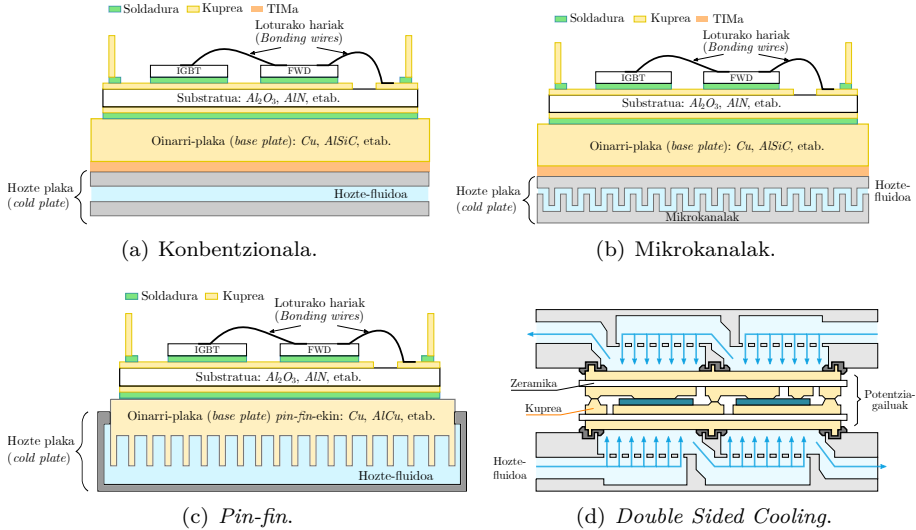 Soldadura Kuprea TIMa
Loturako hariak
(Bonding wires)
IGBT FWD
Substratua: Al2O3, AlN, etab.
Oinarri-plaka (base plate): Cu, AlSiC, etab.
Hozte plaka
(cold plate)
Hozte-fluidoa
(a) Konbentzionala.
Soldadura Kuprea TIMa
Loturako hariak
(Bonding wires)
IGBT FWD
Substratua: Al2O3, AlN, etab.
Oinarri-plaka (base plate): Cu, AlSiC, etab.
Hozte plaka
(cold plate)
Hozte-
fluidoa
Mikrokanalak
(b) Mikrokanalak.
Soldadura Kuprea
Loturako hariak
(Bonding wires)
IGBT FWD
Substratua: Al2O3, AlN, etab.
Oinarri-plaka (base plate) pin-fin-ekin: Cu, AlCu, etab.
Hozte plaka
(cold plate)
Hozte-fluidoa
(c) Pin-fin.
Zeramika
Kuprea
Potentzia-
gailuak
Hozte-
fluidoa
(d) Double Sided Cooling.